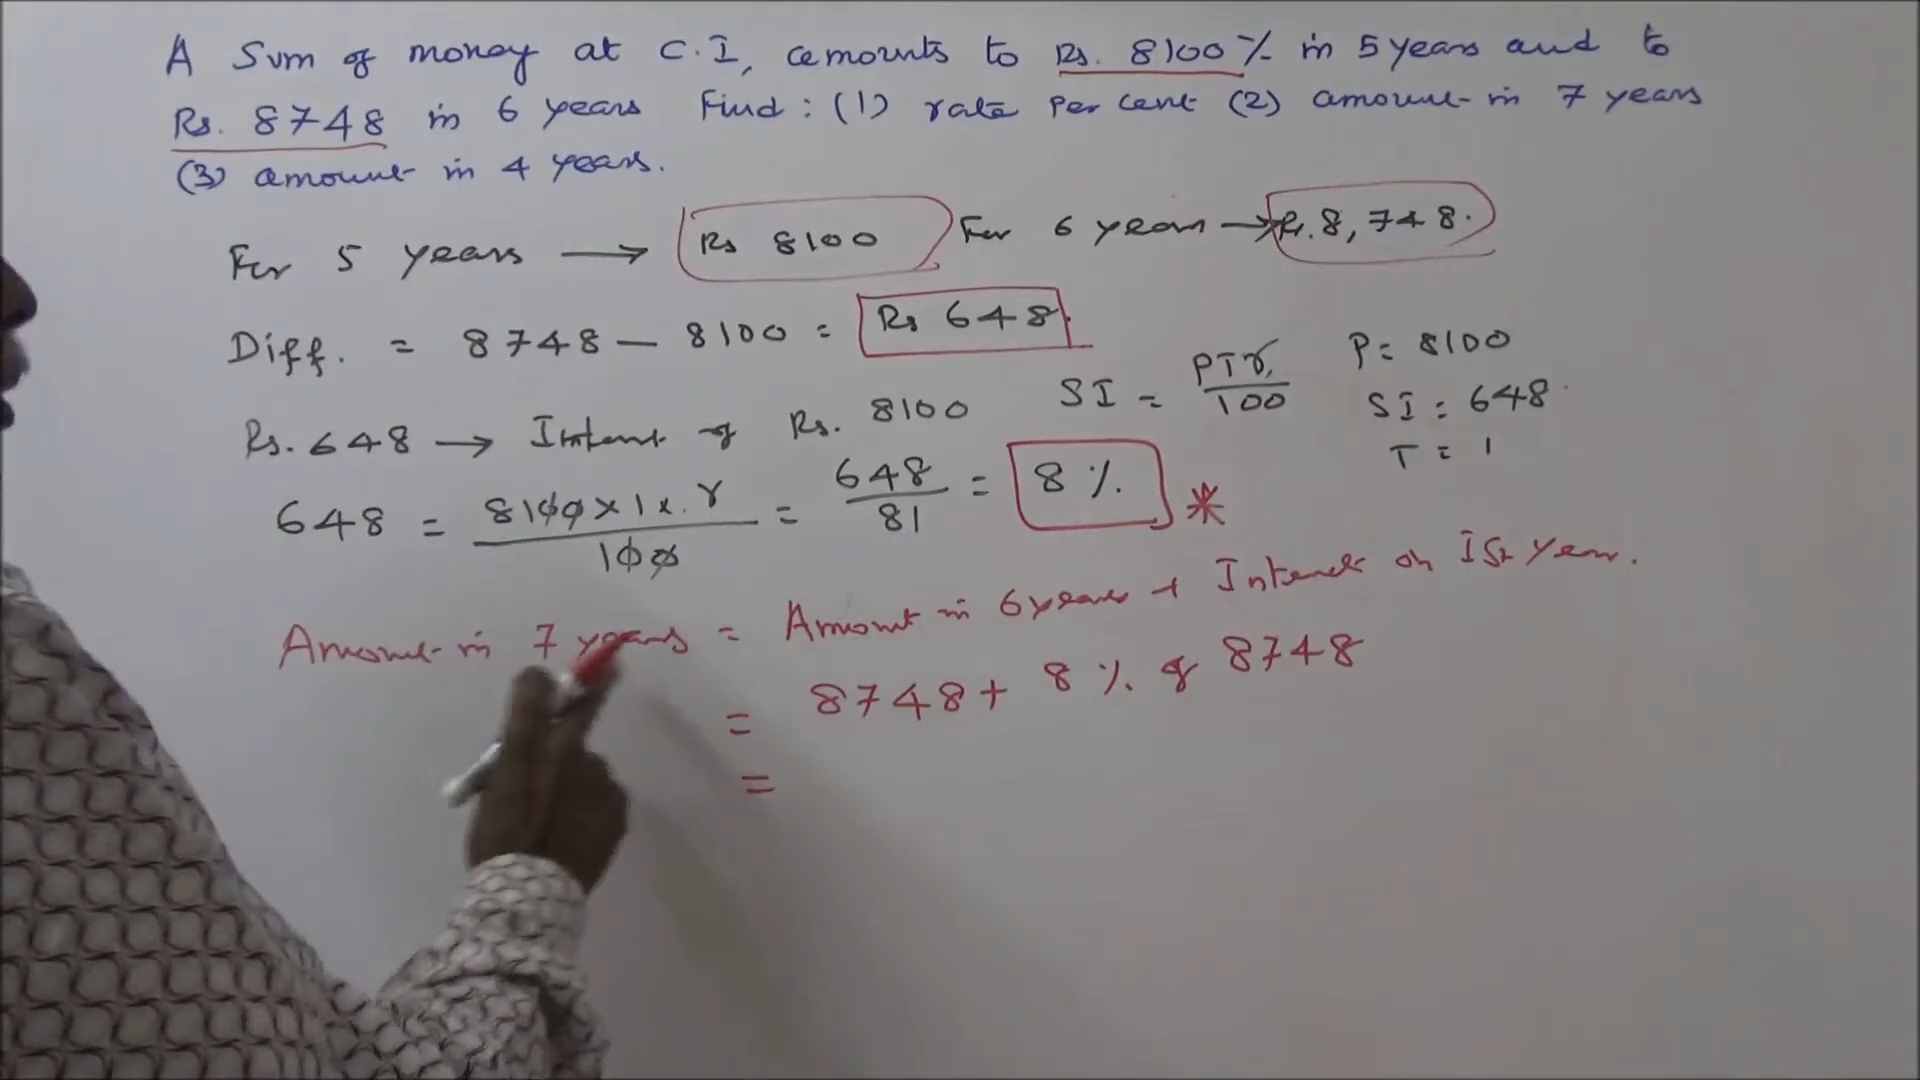 A Sum of money at C.I, amounts to Rs. 8100/- in 5 years and to
Rs. 8748 in 6 years Find : (1) rate per cent (2) amount in 7 years
(3) amount in 4 years.
For 5 years → Rs 8100 For 6 years → Rs. 8,748.
Diff. = 8748 — 8100 = Rs 648.
Rs. 648 → Interest of Rs. 8100 SI = PTr/100 P = 8100
SI = 648
T = 1
648 = 8100 x 1 x r / 100 = 648/81 = 8 % *
Amount in 7 years = Amount in 6 years + Interest on 1st year.
= 8748 + 8 % of 8748
=